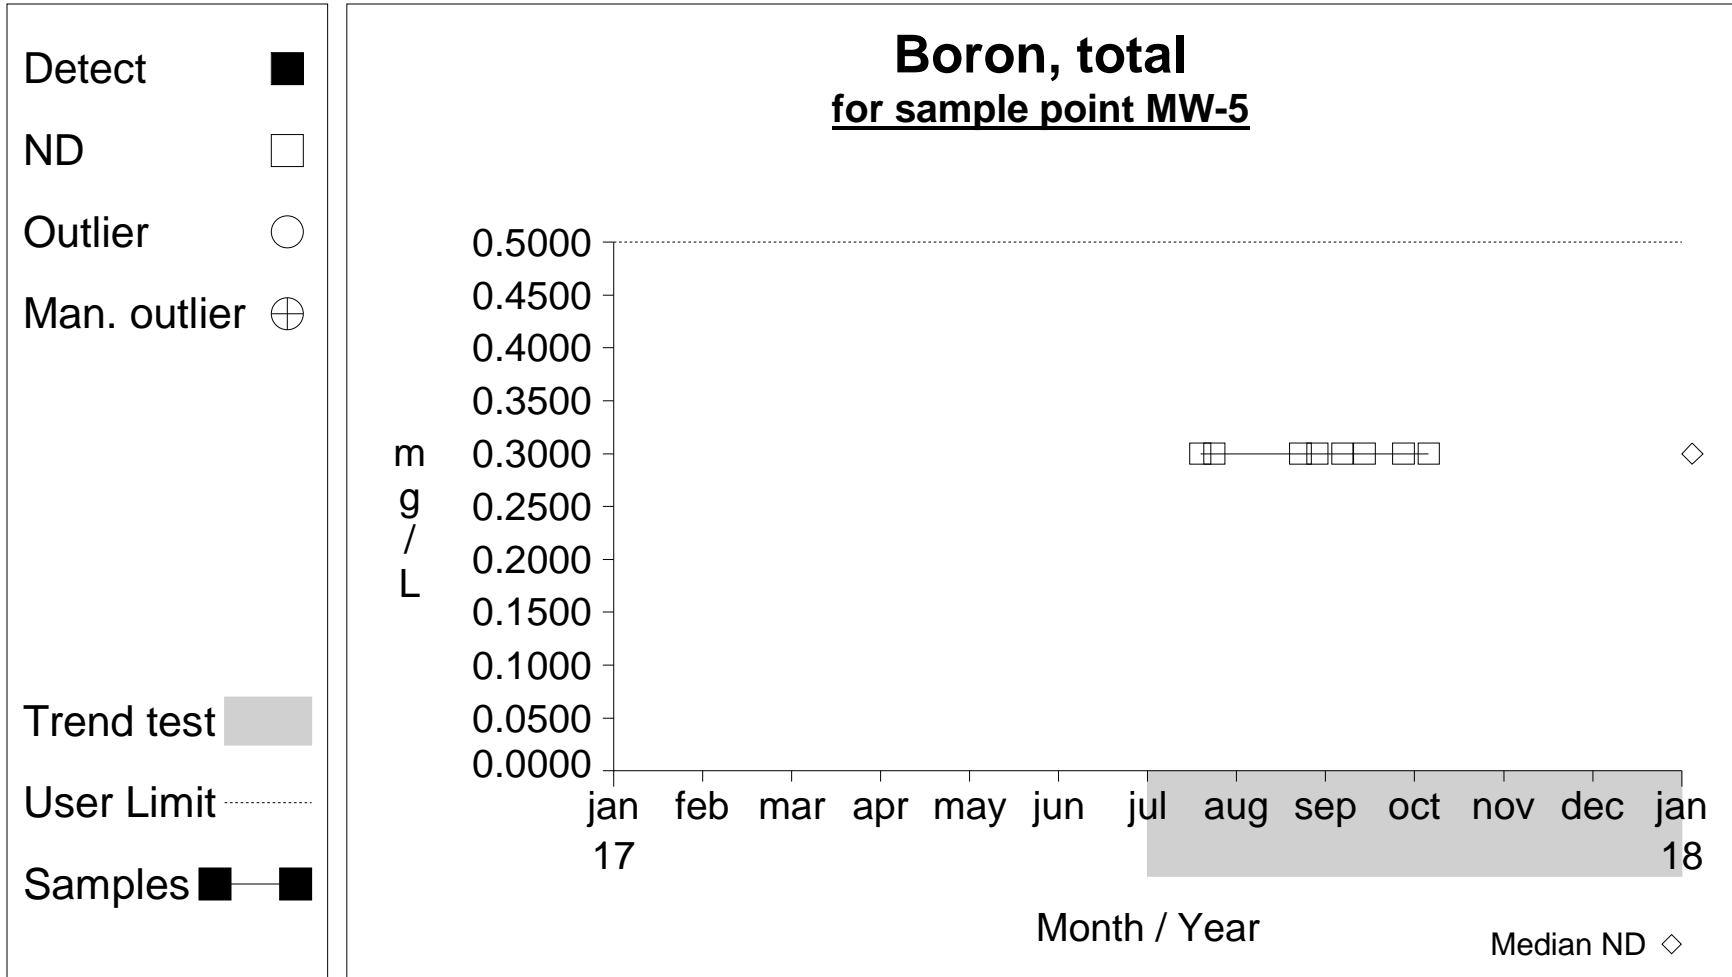 Detect
ND
Outlier
Man. outlier
Trend test
User Limit
Samples
Boron, total
for sample point MW-5
m
g
/
L
0.5000
0.4500
0.4000
0.3500
0.3000
0.2500
0.2000
0.1500
0.1000
0.0500
0.0000
jan feb mar apr may jun jul aug sep oct nov dec jan
17 18
Month / Year
Median ND